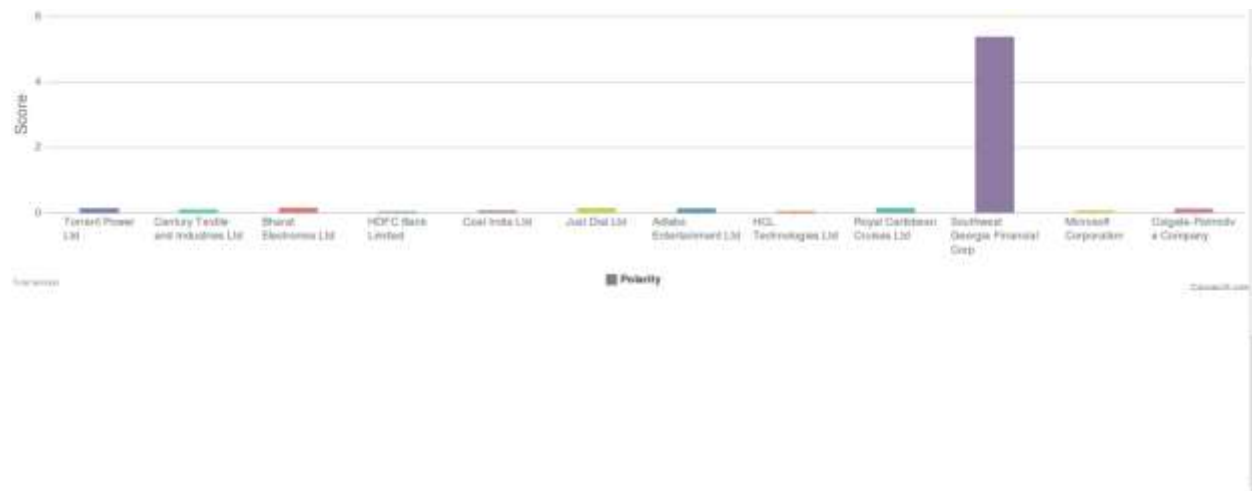 6
4
2
0
Score
Torrent Power
Ltd
Century Textile
and Industries Ltd
Bharat
Electronics Ltd
HDFC Bank
Limited
Coal India Ltd
Just Dial Ltd
Adlabs
Entertainment Ltd
HCL
Technologies Ltd
Royal Caribbean
Cruises Ltd
Southwest
Georgia Financial
Corp
Microsoft
Corporation
Colgate-Palmoliv
e Company
Polarity